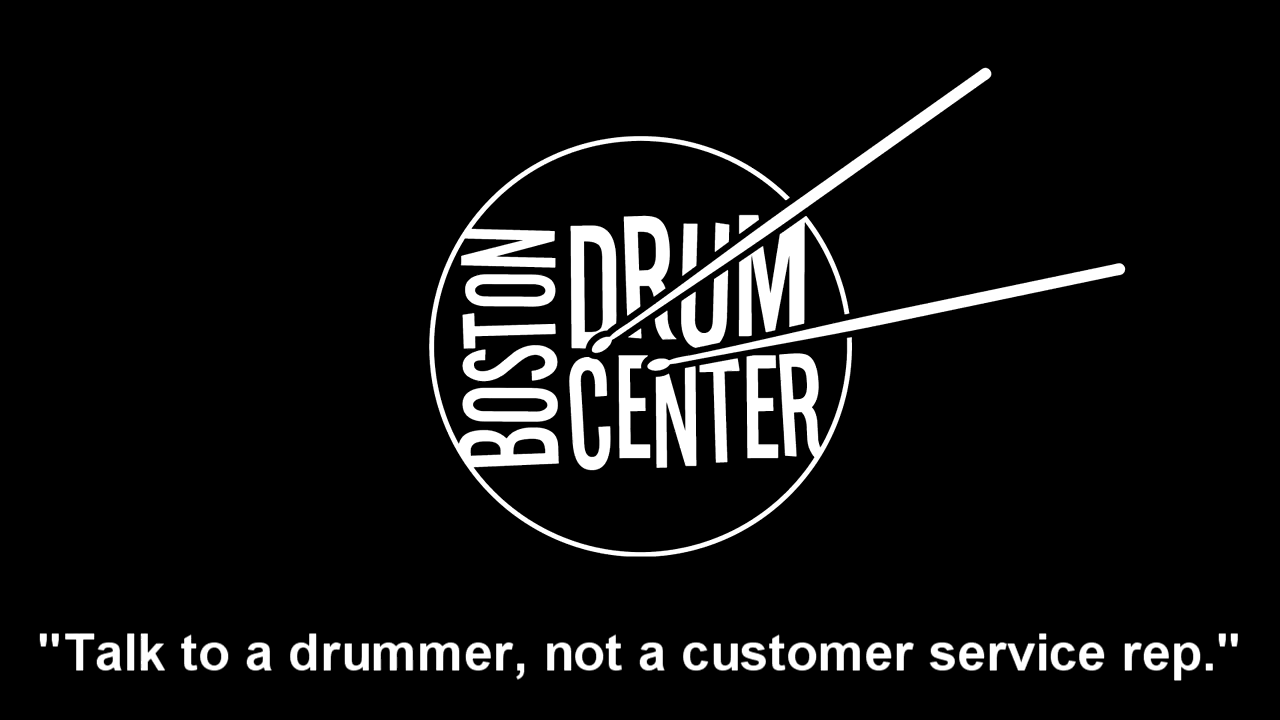 BOSTON
DRUM
CENTER
"Talk to a drummer, not a customer service rep."